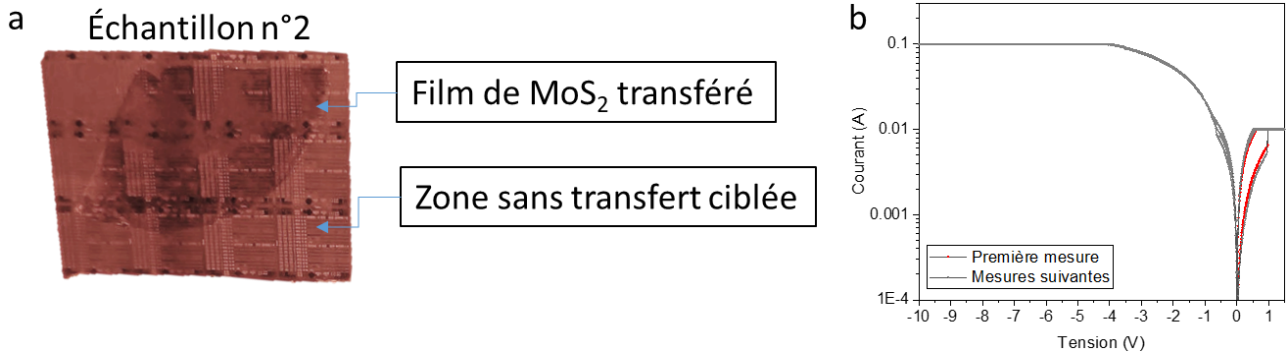 a
Échantillon n°2
Film de MoS₂ transféré
Zone sans transfert ciblée
b
Courant (A)
0.1
0.01
0.001
1E-4
Première mesure
Mesures suivantes
-10 -9 -8 -7 -6 -5 -4 -3 -2 -1 0 1
Tension (V)